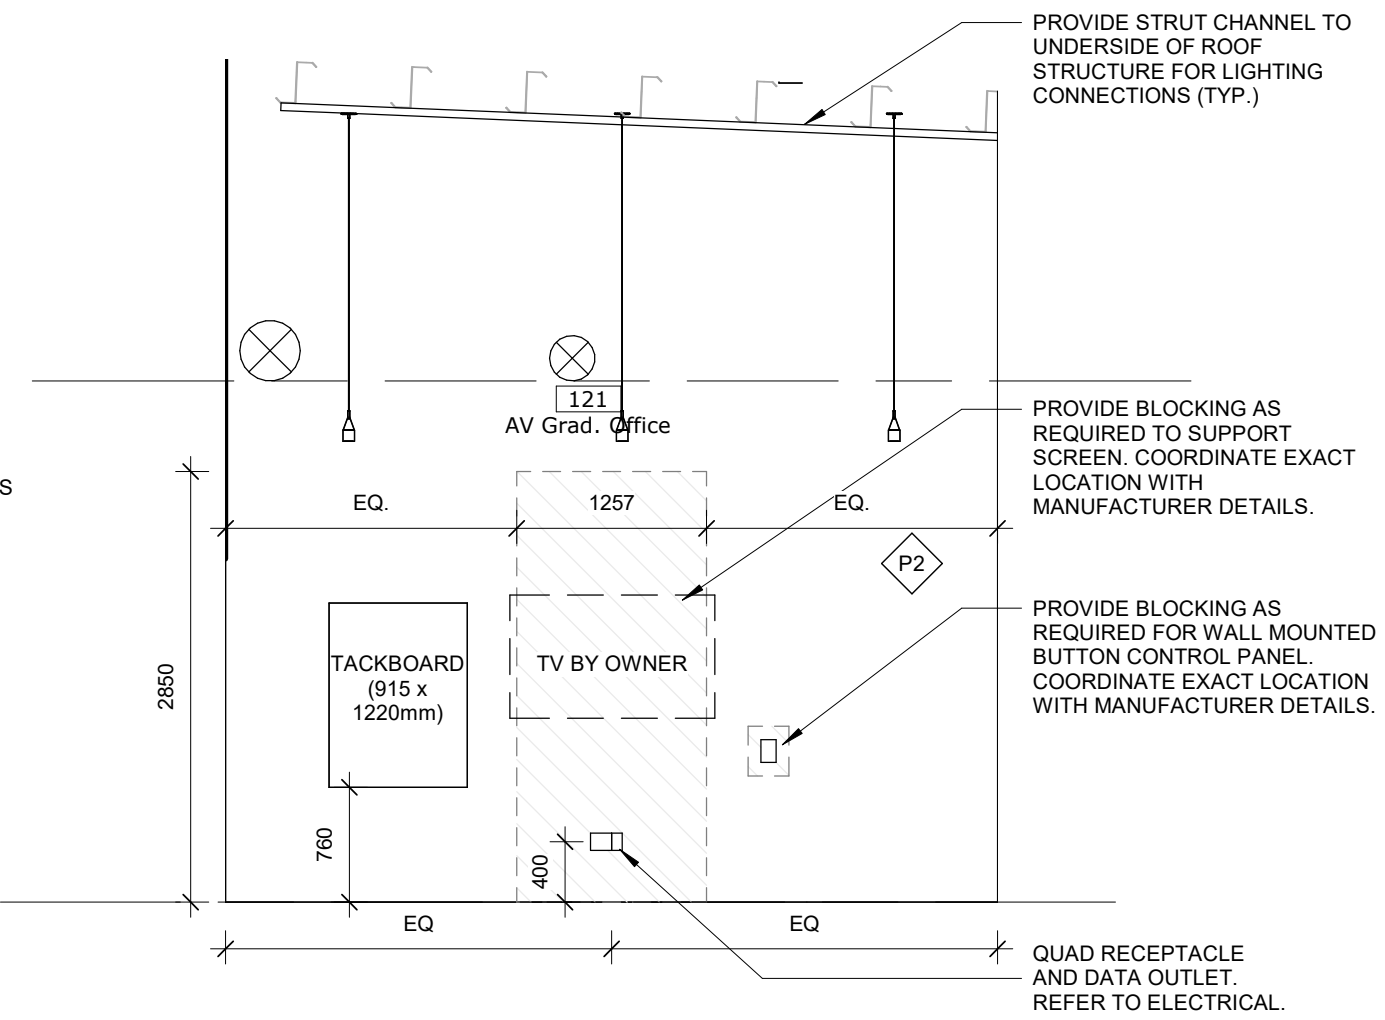 PROVIDE STRUT CHANNEL TO
UNDERSIDE OF ROOF
STRUCTURE FOR LIGHTING
CONNECTIONS (TYP.)
121
AV Grad. Office
PROVIDE BLOCKING AS
REQUIRED TO SUPPORT
SCREEN. COORDINATE EXACT
LOCATION WITH
MANUFACTURER DETAILS.
S
EQ.
1257
EQ.
P2
PROVIDE BLOCKING AS
REQUIRED FOR WALL MOUNTED
BUTTON CONTROL PANEL.
COORDINATE EXACT LOCATION
WITH MANUFACTURER DETAILS.
2850
TACKBOARD
(915 x
1220mm)
TV BY OWNER
760
400
EQ
EQ
QUAD RECEPTACLE
AND DATA OUTLET.
REFER TO ELECTRICAL.